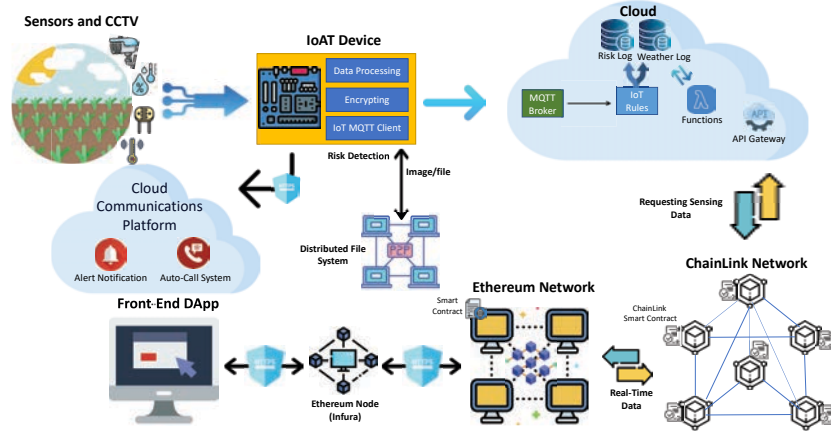 Sensors and CCTV
%
IoAT Device
Data Processing
Encrypting
IoT MQTT Client
Cloud
Risk Log
Weather Log
MQTT
Broker
IoT
Rules
λ
Functions
API
API Gateway
Risk Detection
HTTPS
Image/file
Cloud
Communications
Platform
Alert Notification
Auto-Call System
Distributed File
System
P2P
Requesting Sensing
Data
ChainLink Network
ChainLink
Smart Contract
Front-End DApp
HTTPS
Ethereum Node
(Infura)
HTTPS
Ethereum Network
Smart
Contract
Real-Time
Data